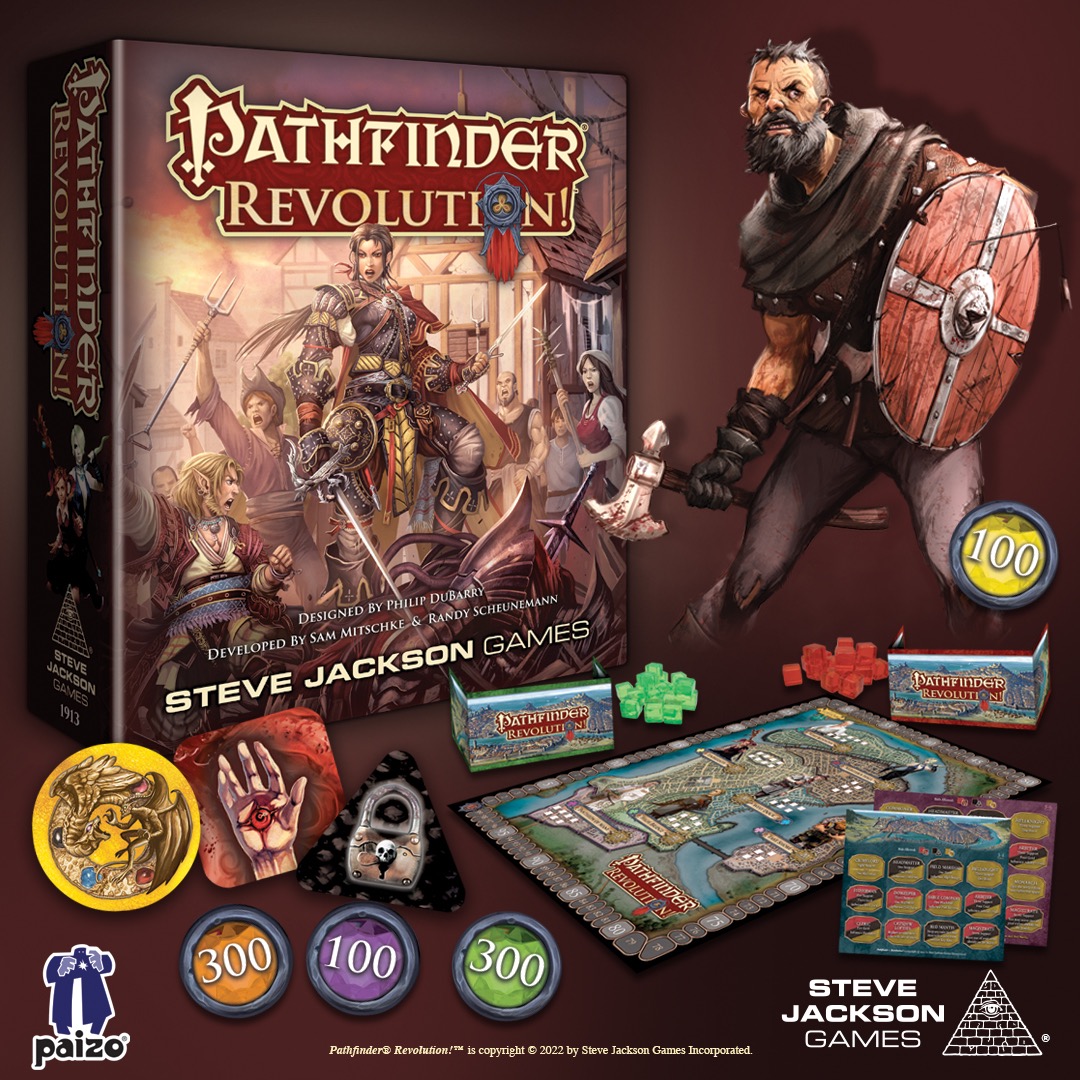 PATHFINDER®
REVOLUTION!
DESIGNED BY PHILIP DUBARRY
DEVELOPED BY SAM MITSCHKE & RANDY SCHEUNEMANN
STEVE JACKSON GAMES
PATHFINDER
REVOLUTION!
STEVE
JACKSON
GAMES
1913
100
PATHFINDER
REVOLUTION!
PATHFINDER
REVOLUTION!
PATHFINDER
REVOLUTION!
300
100
300
paizo®
STEVE
JACKSON
GAMES
®
Pathfinder® Revolution!™ is copyright © 2022 by Steve Jackson Games Incorporated.